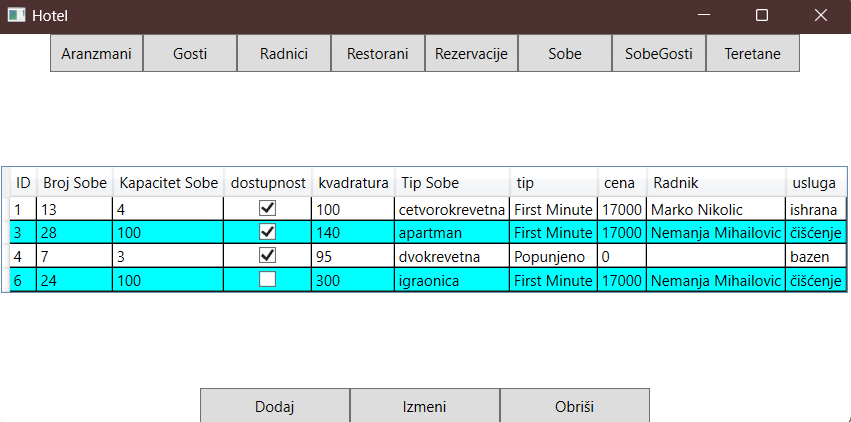 Hotel
Aranzmani Gosti Radnici Restorani Rezervacije Sobe SobeGosti Teretane
ID Broj Sobe Kapacitet Sobe dostupnost kvadratura Tip Sobe tip cena Radnik usluga
1 13 4 100 cetvorokrevetna First Minute 17000 Marko Nikolic ishrana
3 28 100 140 apartman First Minute 17000 Nemanja Mihailovic čišćenje
4 7 3 95 dvokrevetna Popunjeno 0 bazen
6 24 100 300 igraonica First Minute 17000 Nemanja Mihailovic čišćenje
Dodaj Izmeni Obriši